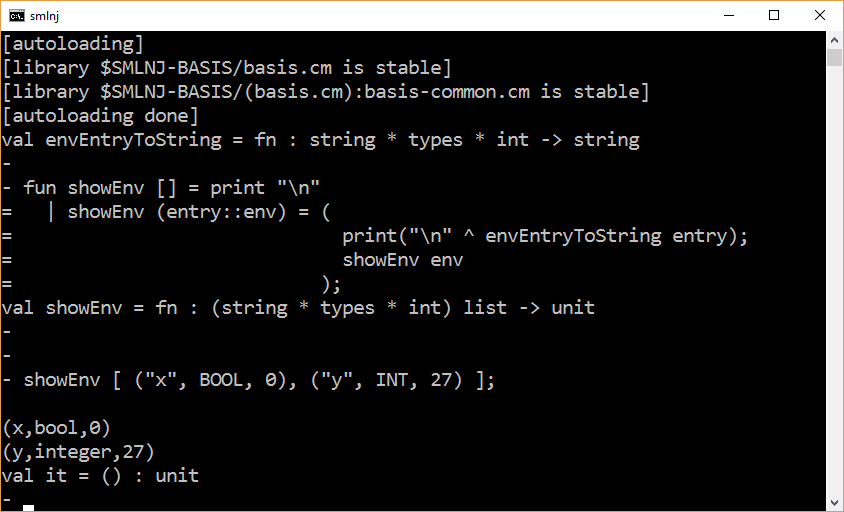 smlnj
[autoloading]
[library $SMLNJ-BASIS/basis.cm is stable]
[library $SMLNJ-BASIS/(basis.cm):basis-common.cm is stable]
[autoloading done]
val envEntryToString = fn : string * types * int -> string
-
- fun showEnv [] = print "\n"
=   | showEnv (entry::env) = (
=                              print("\n" ^ envEntryToString entry);
=                              showEnv env
=                            );
val showEnv = fn : (string * types * int) list -> unit
-
-
- showEnv [ ("x", BOOL, 0), ("y", INT, 27) ];

(x,bool,0)
(y,integer,27)
val it = () : unit
-